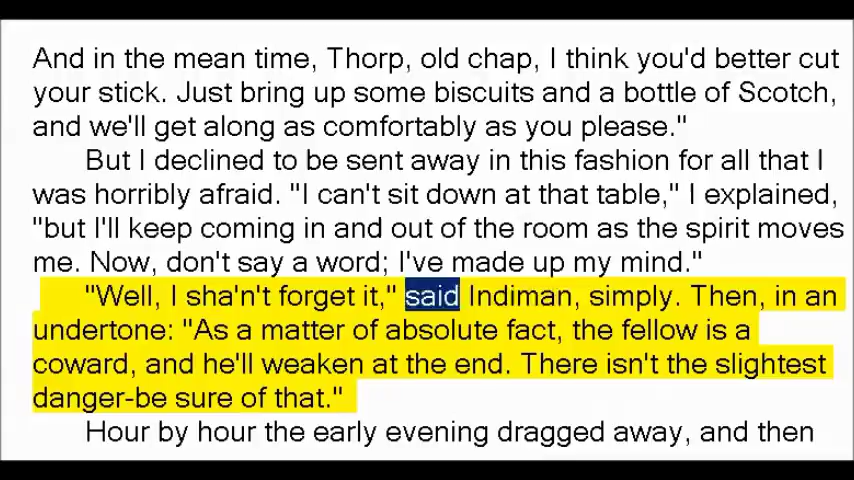 And in the mean time, Thorp, old chap, I think you'd better cut
your stick. Just bring up some biscuits and a bottle of Scotch,
and we'll get along as comfortably as you please."
But I declined to be sent away in this fashion for all that I
was horribly afraid. "I can't sit down at that table," I explained,
"but I'll keep coming in and out of the room as the spirit moves
me. Now, don't say a word; I've made up my mind."
"Well, I sha'n't forget it," said Indiman, simply. Then, in an
undertone: "As a matter of absolute fact, the fellow is a
coward, and he'll weaken at the end. There isn't the slightest
danger-be sure of that."
Hour by hour the early evening dragged away, and then